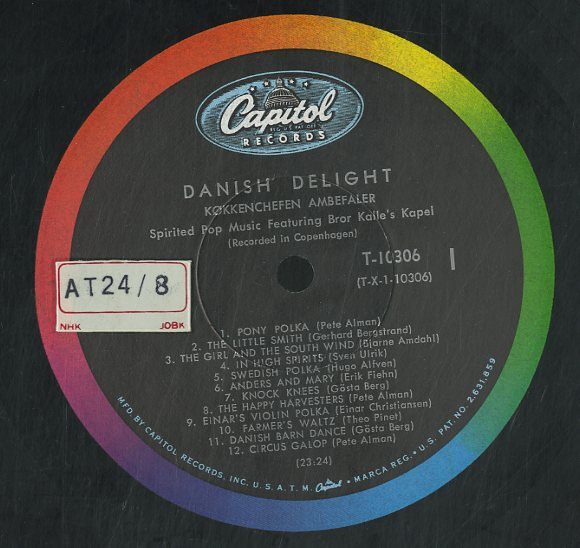 Capitol
REG. U.S. PAT. OFF.
RECORDS
DANISH DELIGHT
KØKKENCHEFEN AMBEFALER
Spirited Pop Music Featuring Bror Kalle's Kapel
(Recorded in Copenhagen)
T-10306 1
(T-X-1-10306)
AT24/8
NHK JOBK
1. PONY POLKA (Pete Alman)
2. THE LITTLE SMITH (Gerhard Bergstrand)
3. THE GIRL AND THE SOUTH WIND (Bjarne Amdahl)
4. IN HIGH SPIRITS (Sven Ulrik)
5. SWEDISH POLKA (Hugo Alfven)
6. ANDERS AND MARY (Erik Fiehn)
7. KNOCK KNEES (Gösta Berg)
8. THE HAPPY HARVESTERS (Pete Alman)
9. EINAR'S VIOLIN POLKA (Einar Christiansen)
10. FARMER'S WALTZ (Theo Pinet)
11. DANISH BARN DANCE (Gösta Berg)
12. CIRCUS GALOP (Pete Alman)
(23:24)
MFD. BY CAPITOL RECORDS, INC. U.S.A. T.M. Capitol MARCA REG. • U.S. PAT. NO. 2,631,859